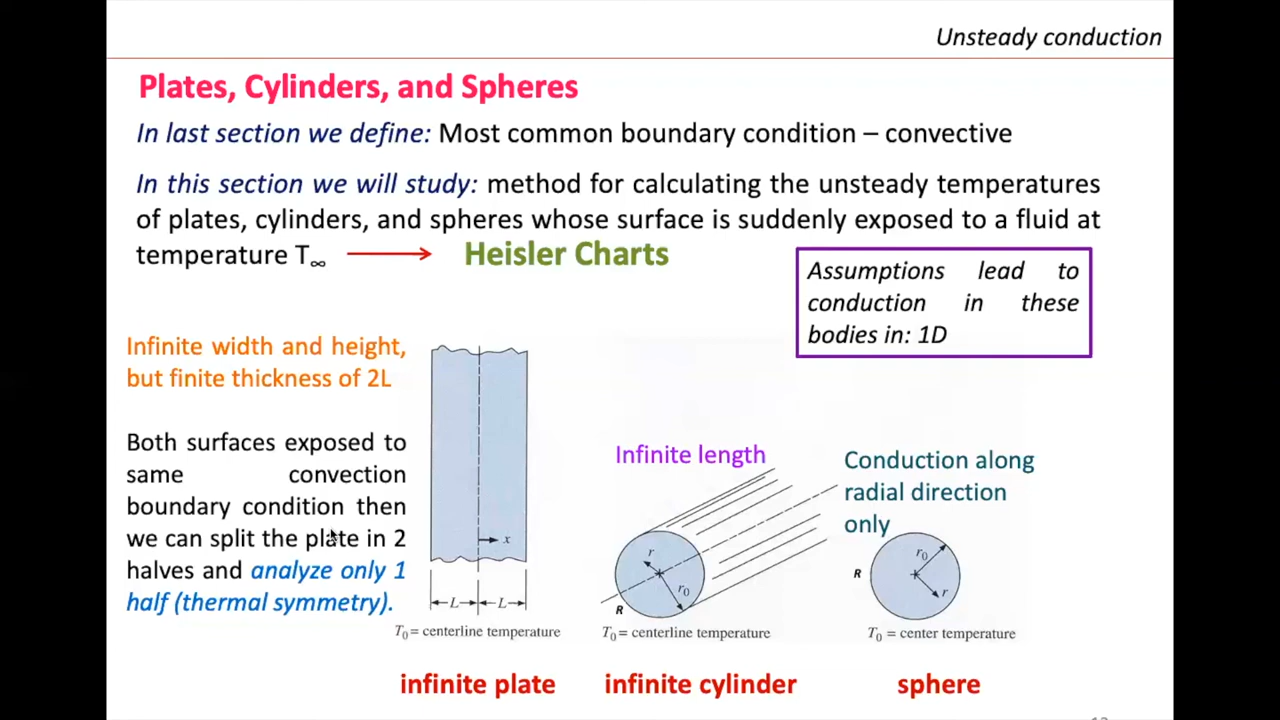 Unsteady conduction
Plates, Cylinders, and Spheres
In last section we define: Most common boundary condition – convective
In this section we will study: method for calculating the unsteady temperatures
of plates, cylinders, and spheres whose surface is suddenly exposed to a fluid at
temperature T∞
Heisler Charts
Assumptions lead to
conduction in these
bodies in: 1D
Infinite width and height,
but finite thickness of 2L
Both surfaces exposed to
same convection
boundary condition then
we can split the plate in 2
halves and analyze only 1
half (thermal symmetry).
x
L L
T0 = centerline temperature
infinite plate
Infinite length
r
r0
R
T0 = centerline temperature
infinite cylinder
Conduction along
radial direction
only
r0
R
r
T0 = center temperature
sphere